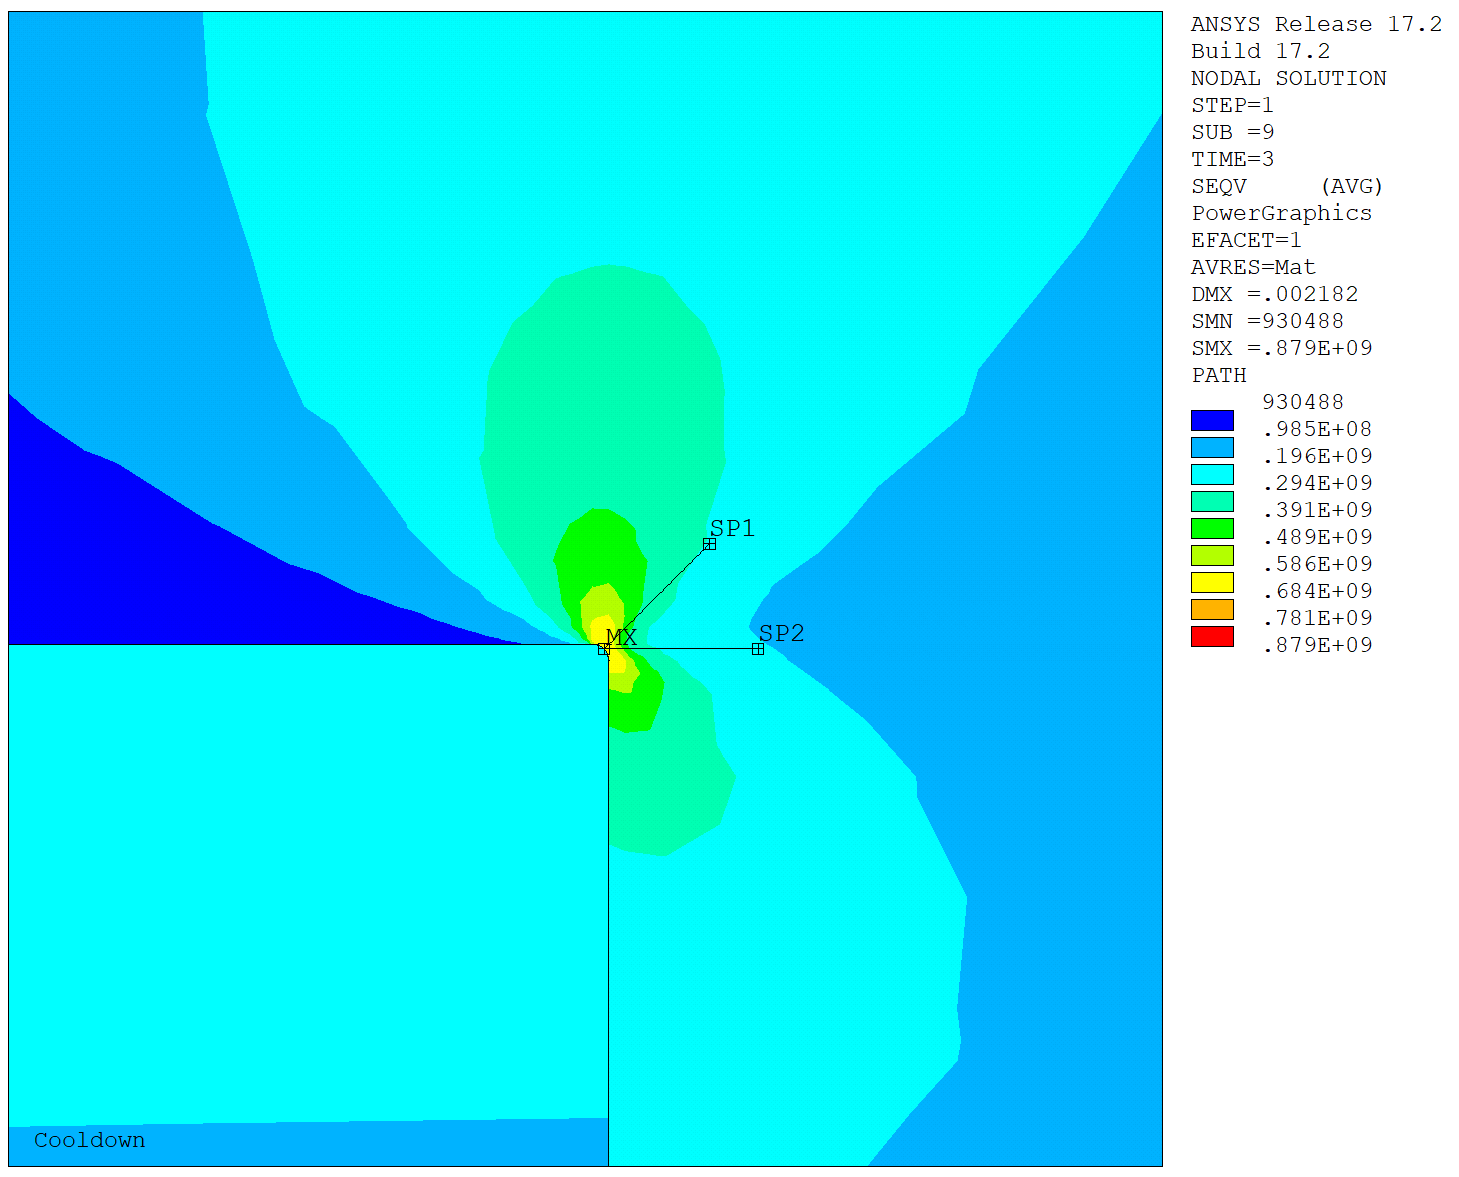 ANSYS Release 17.2
Build 17.2
NODAL SOLUTION
STEP=1
SUB =9
TIME=3
SEQV (AVG)
PowerGraphics
EFACET=1
AVRES=Mat
DMX =.002182
SMN =930488
SMX =.879E+09
PATH
930488
.985E+08
.196E+09
.294E+09
.391E+09
.489E+09
.586E+09
.684E+09
.781E+09
.879E+09
SP1
MX
SP2
Cooldown